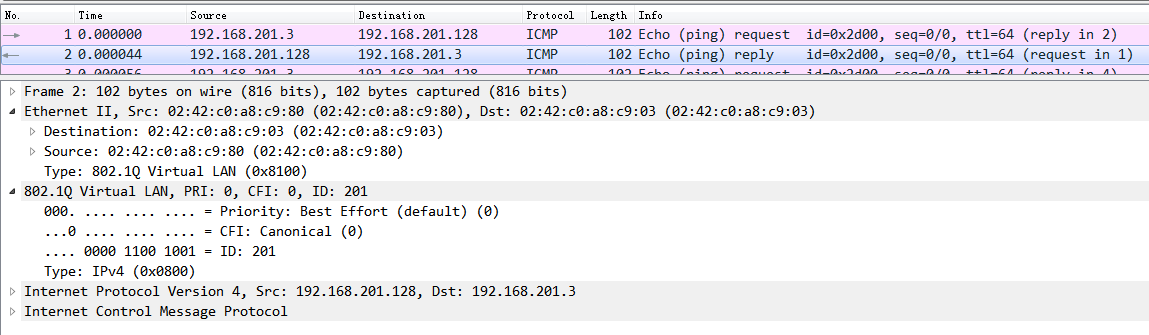 No. Time Source Destination Protocol Length Info
1 0.000000 192.168.201.3 192.168.201.128 ICMP 102 Echo (ping) request id=0x2d00, seq=0/0, ttl=64 (reply in 2)
2 0.000044 192.168.201.128 192.168.201.3 ICMP 102 Echo (ping) reply id=0x2d00, seq=0/0, ttl=64 (request in 1)
3 0.000056 192.168.201.3 192.168.201.128 ICMP 102 Echo (ping) request id=0x2d00, seq=0/0, ttl=64 (reply in 4)
Frame 2: 102 bytes on wire (816 bits), 102 bytes captured (816 bits)
Ethernet II, Src: 02:42:c0:a8:c9:80 (02:42:c0:a8:c9:80), Dst: 02:42:c0:a8:c9:03 (02:42:c0:a8:c9:03)
Destination: 02:42:c0:a8:c9:03 (02:42:c0:a8:c9:03)
Source: 02:42:c0:a8:c9:80 (02:42:c0:a8:c9:80)
Type: 802.1Q Virtual LAN (0x8100)
802.1Q Virtual LAN, PRI: 0, CFI: 0, ID: 201
000. .... .... .... = Priority: Best Effort (default) (0)
...0 .... .... .... = CFI: Canonical (0)
.... 0000 1100 1001 = ID: 201
Type: IPv4 (0x0800)
Internet Protocol Version 4, Src: 192.168.201.128, Dst: 192.168.201.3
Internet Control Message Protocol